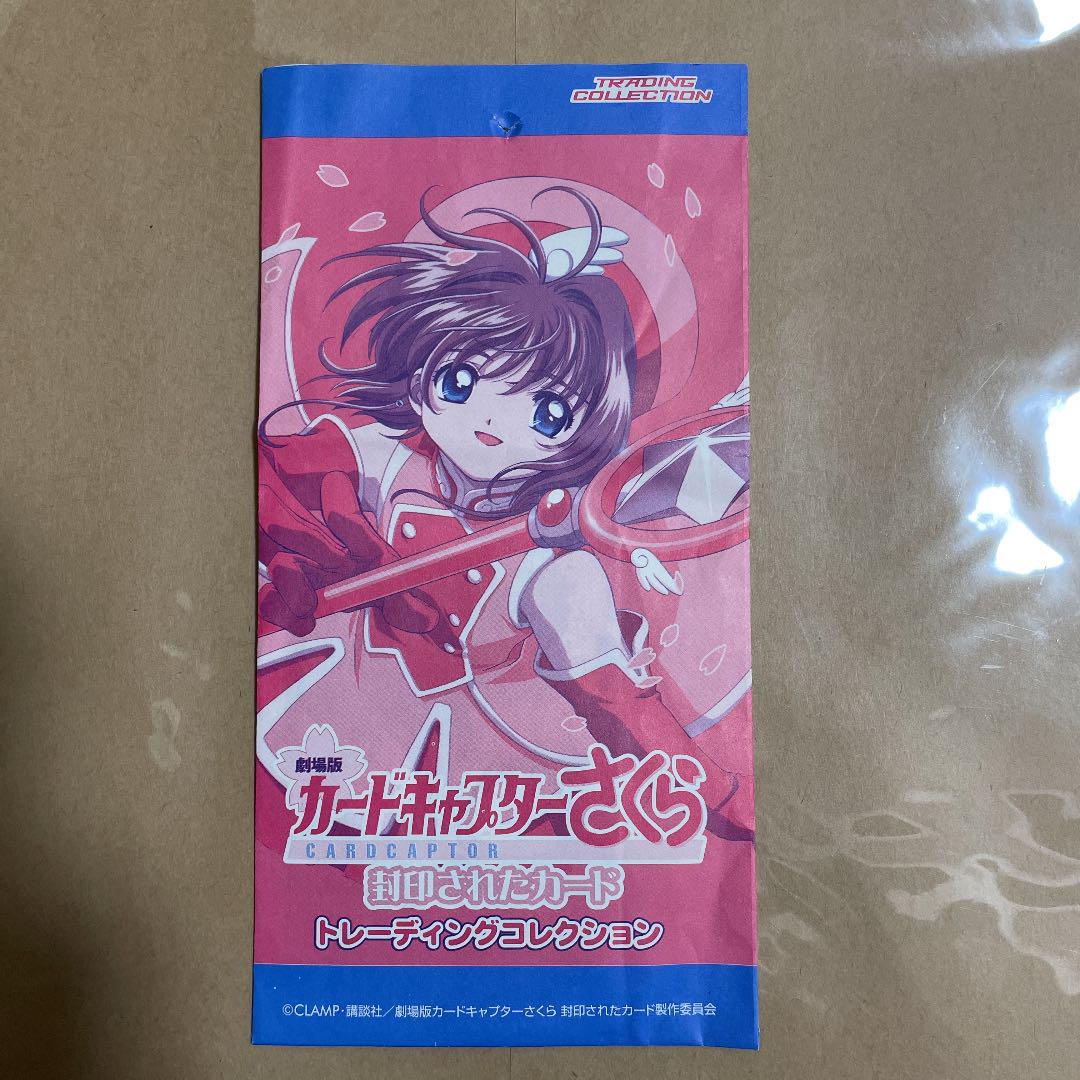 TRADING
COLLECTION
劇場版
カードキャプターさくら
CARDCAPTOR
封印されたカード
トレーディングコレクション
©CLAMP・講談社／劇場版カードキャプターさくら 封印されたカード製作委員会